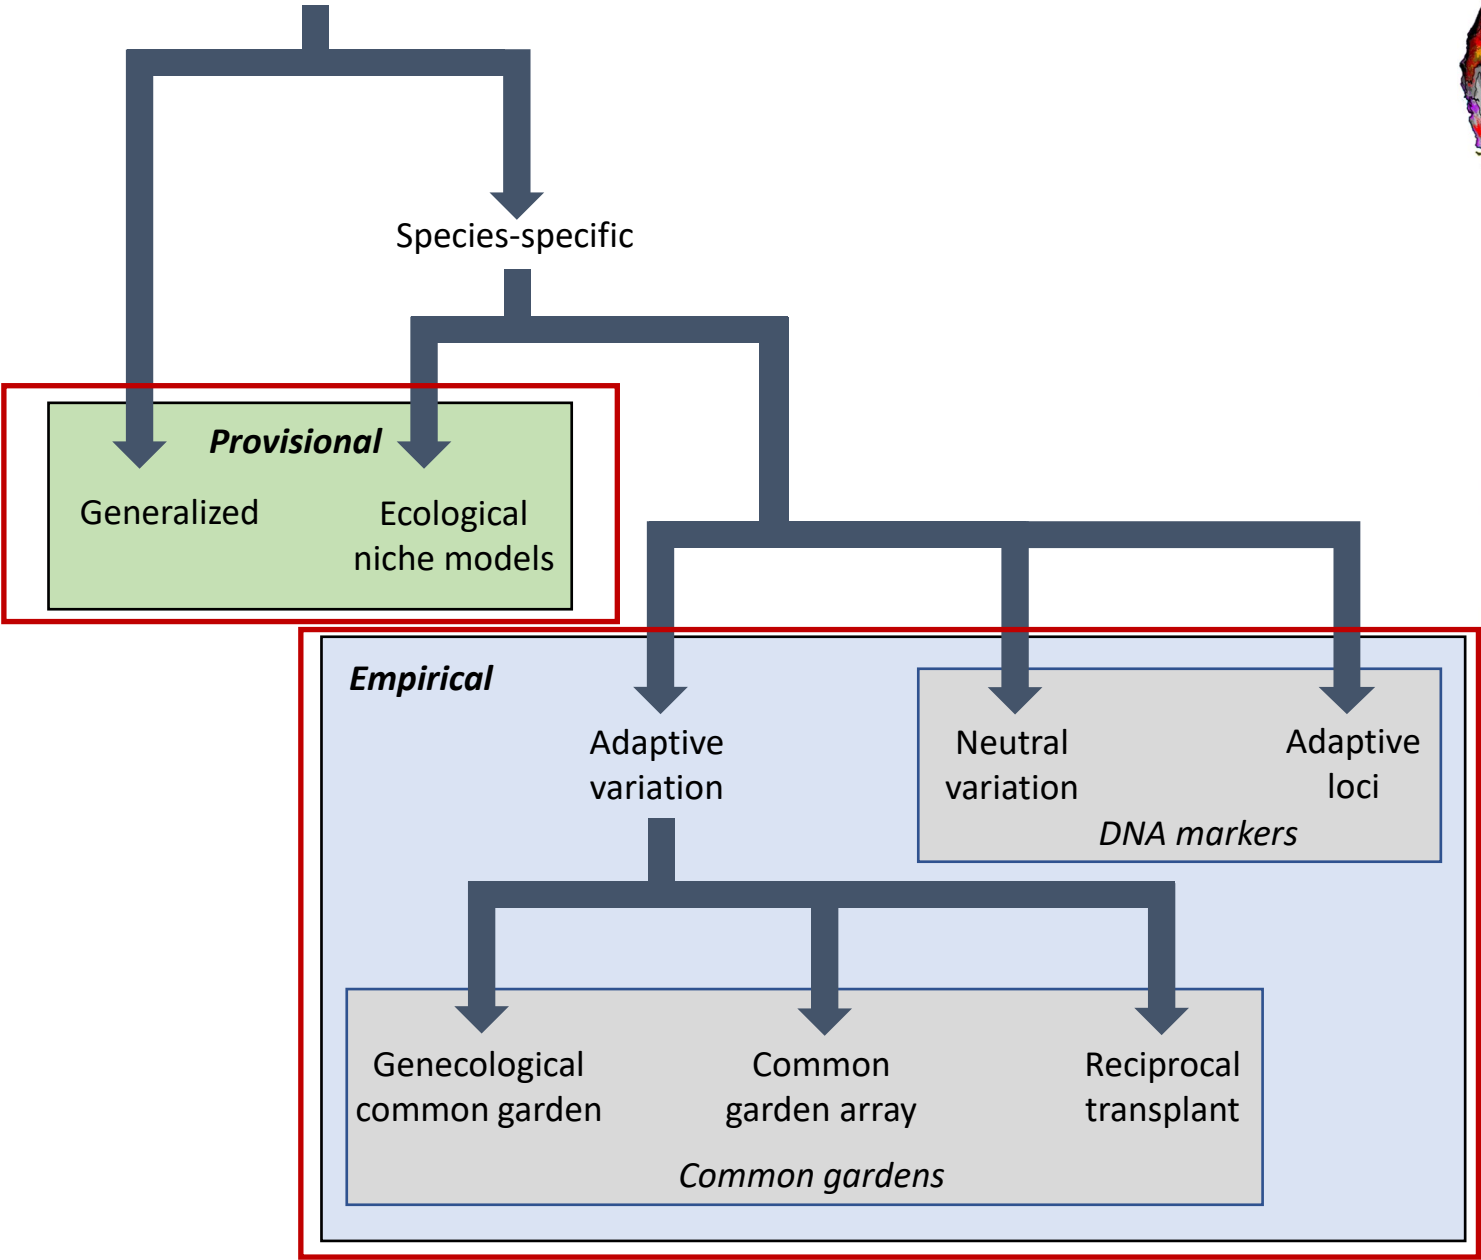 Species-specific
Provisional
Generalized
Ecological
niche models
Empirical
Adaptive
variation
Neutral
variation
Adaptive
loci
DNA markers
Genecological
common garden
Common
garden array
Reciprocal
transplant
Common gardens